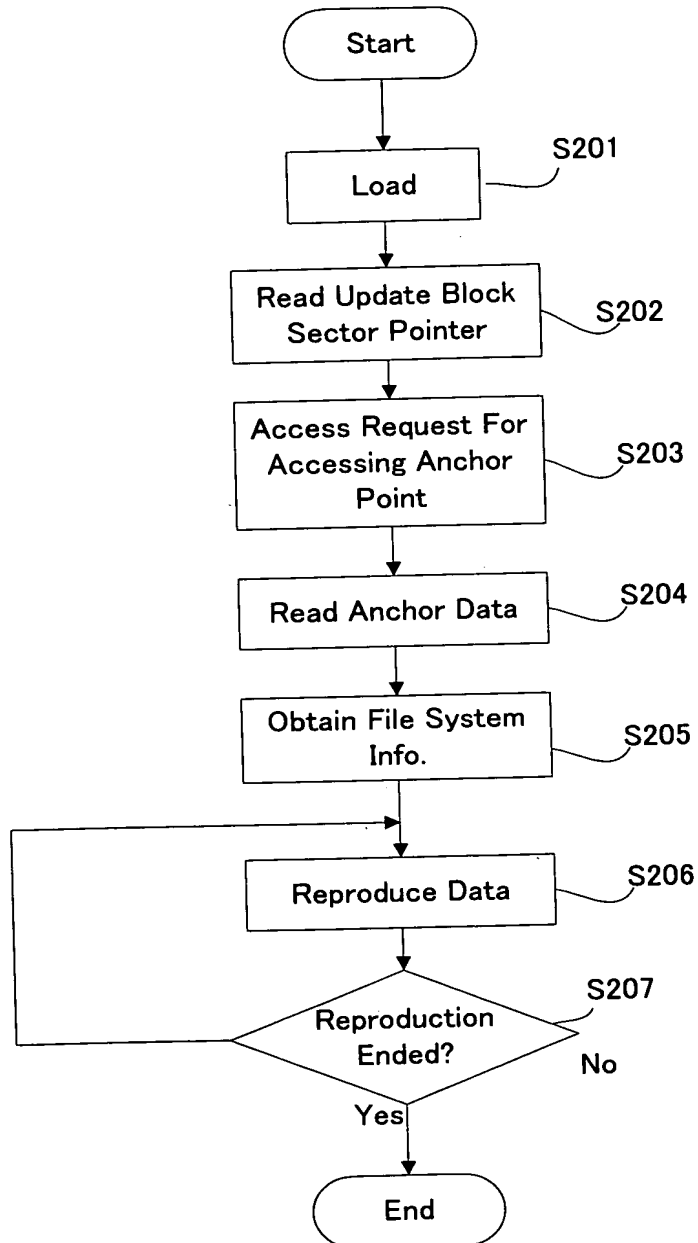 Start
S201
Load
Read Update Block
Sector Pointer
S202
Access Request For
Accessing Anchor
Point
S203
Read Anchor Data
S204
Obtain File System
Info.
S205
Reproduce Data
S206
S207
Reproduction
Ended?
No
Yes
End